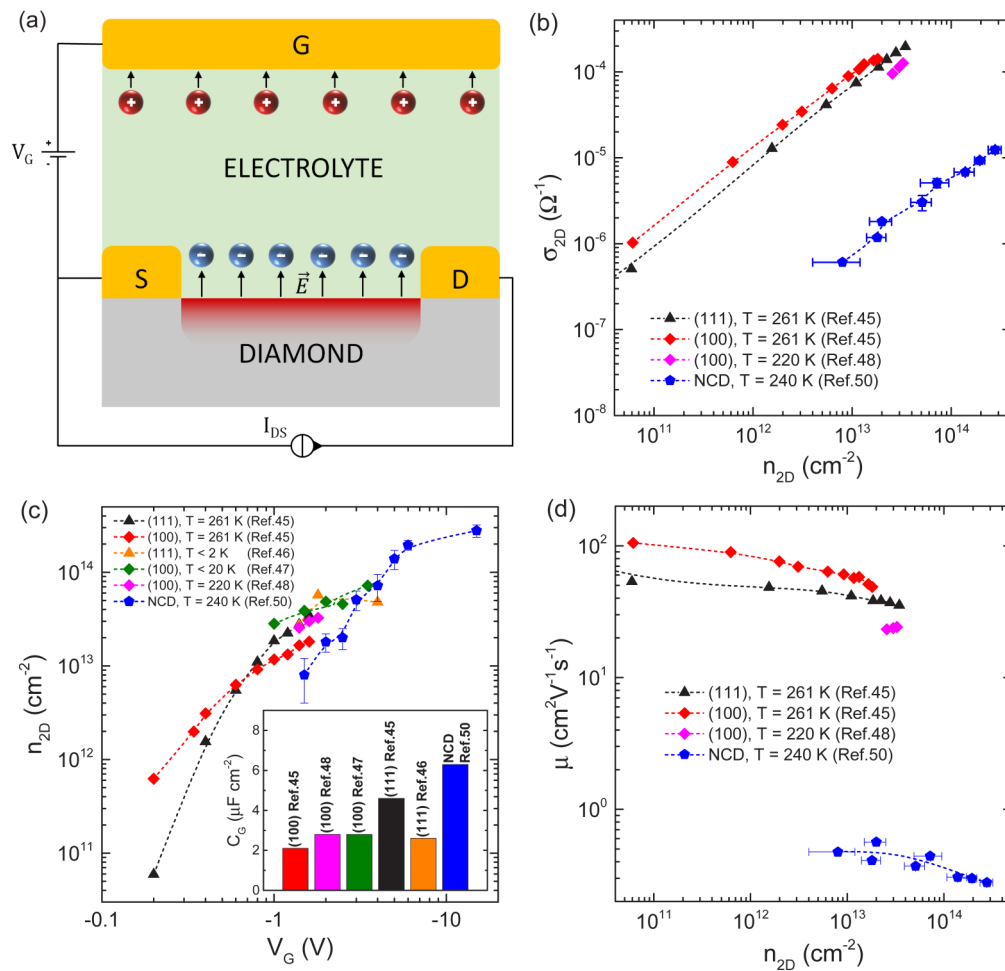 (a)
G
+ + + + + +
V_G
+
-
ELECTROLYTE
- - - - - -
S
E⃗
D
DIAMOND
I_DS
(b)
σ_2D (Ω^-1)
10^-4
10^-5
10^-6
10^-7
10^-8
(111), T = 261 K (Ref.45)
(100), T = 261 K (Ref.45)
(100), T = 220 K (Ref.48)
NCD, T = 240 K (Ref.50)
10^11 10^12 10^13 10^14
n_2D (cm^-2)
(c)
(111), T = 261 K (Ref.45)
(100), T = 261 K (Ref.45)
(111), T < 2 K (Ref.46)
(100), T < 20 K (Ref.47)
(100), T = 220 K (Ref.48)
NCD, T = 240 K (Ref.50)
n_2D (cm^-2)
10^14
10^13
10^12
10^11
C_G (μF cm^-2)
8
6
4
2
0
(100) Ref.45
(100) Ref.48
(100) Ref.47
(111) Ref.45
(111) Ref.46
NCD
Ref.50
-0.1 -1 -10
V_G (V)
(d)
μ (cm^2V^-1s^-1)
10^2
10^1
10^0
(111), T = 261 K (Ref.45)
(100), T = 261 K (Ref.45)
(100), T = 220 K (Ref.48)
NCD, T = 240 K (Ref.50)
10^11 10^12 10^13 10^14
n_2D (cm^-2)